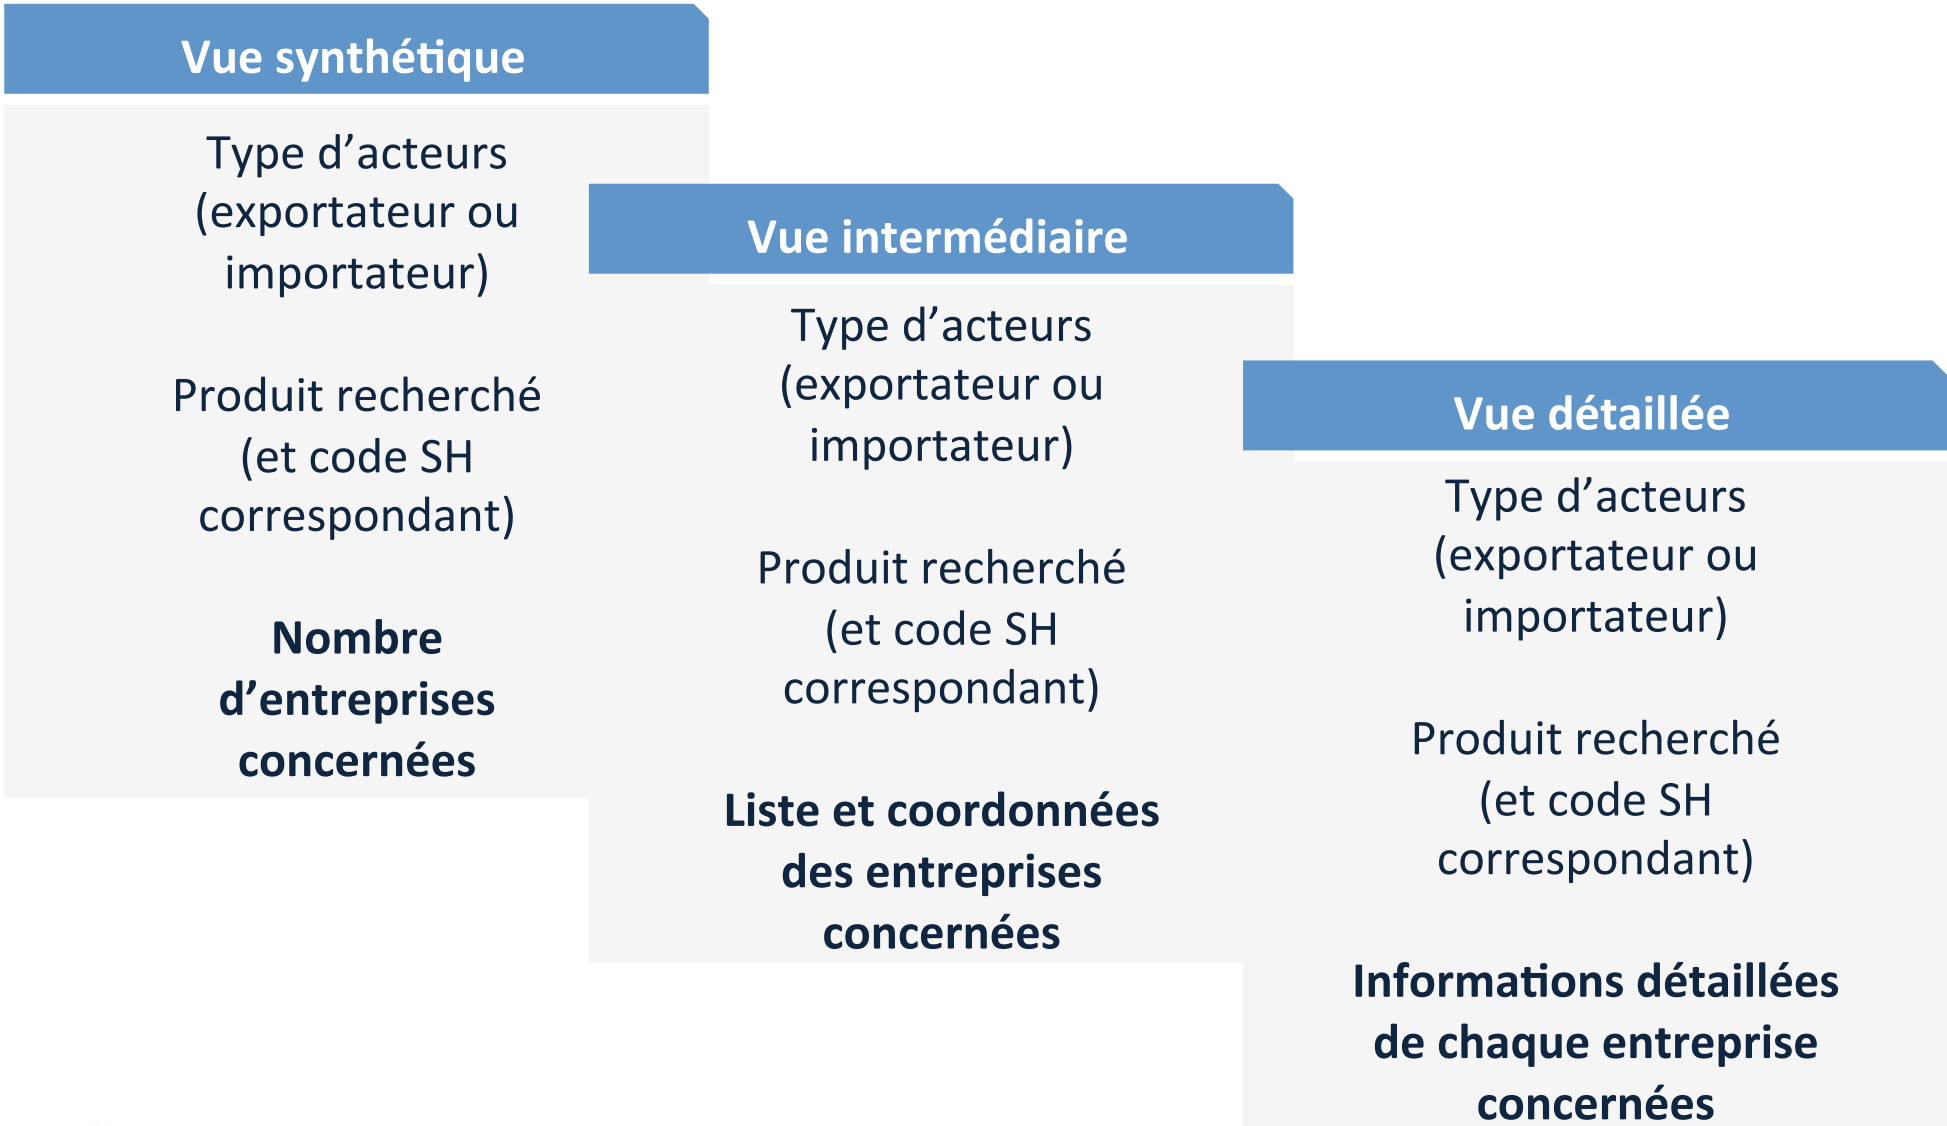 Vue synthétique
Type d’acteurs
(exportateur ou
importateur)
Produit recherché
(et code SH
correspondant)
Nombre
d’entreprises
concernées
Vue intermédiaire
Type d’acteurs
(exportateur ou
importateur)
Produit recherché
(et code SH
correspondant)
Liste et coordonnées
des entreprises
concernées
Vue détaillée
Type d’acteurs
(exportateur ou
importateur)
Produit recherché
(et code SH
correspondant)
Informations détaillées
de chaque entreprise
concernées